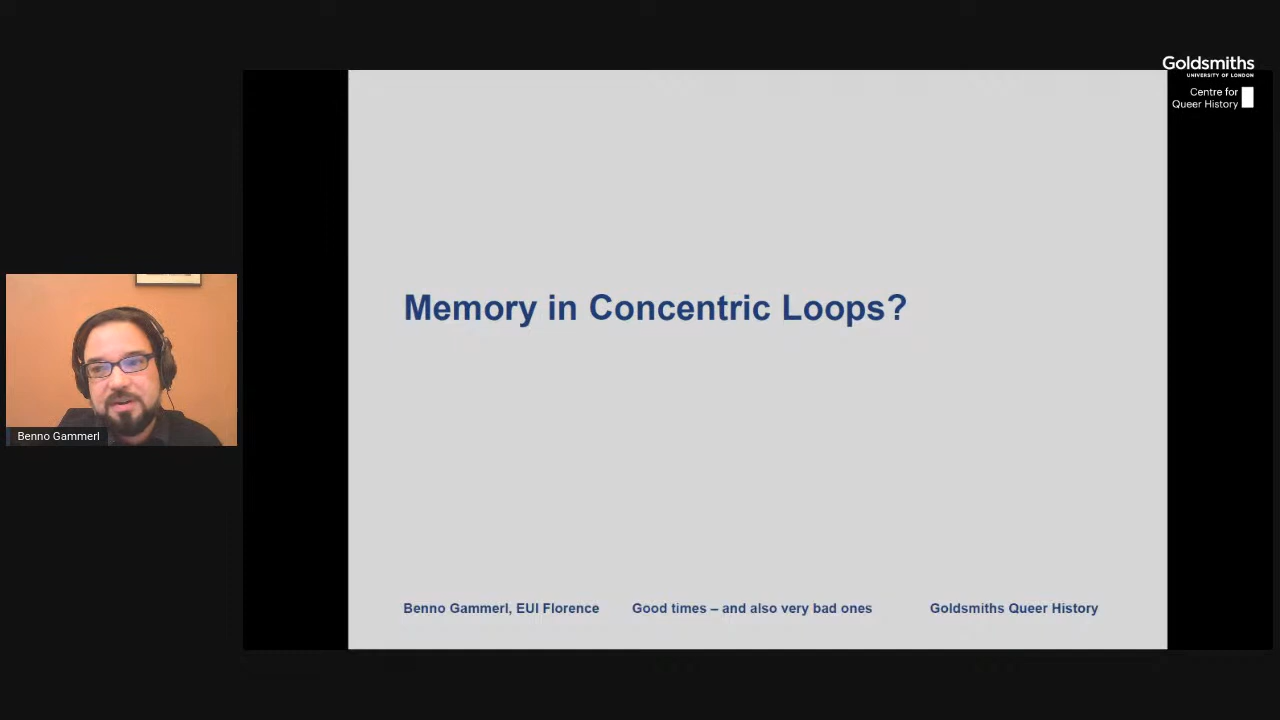 Goldsmiths
UNIVERSITY OF LONDON
Centre for
Queer History
Memory in Concentric Loops?
Benno Gammerl
Benno Gammerl, EUI Florence Good times – and also very bad ones Goldsmiths Queer History